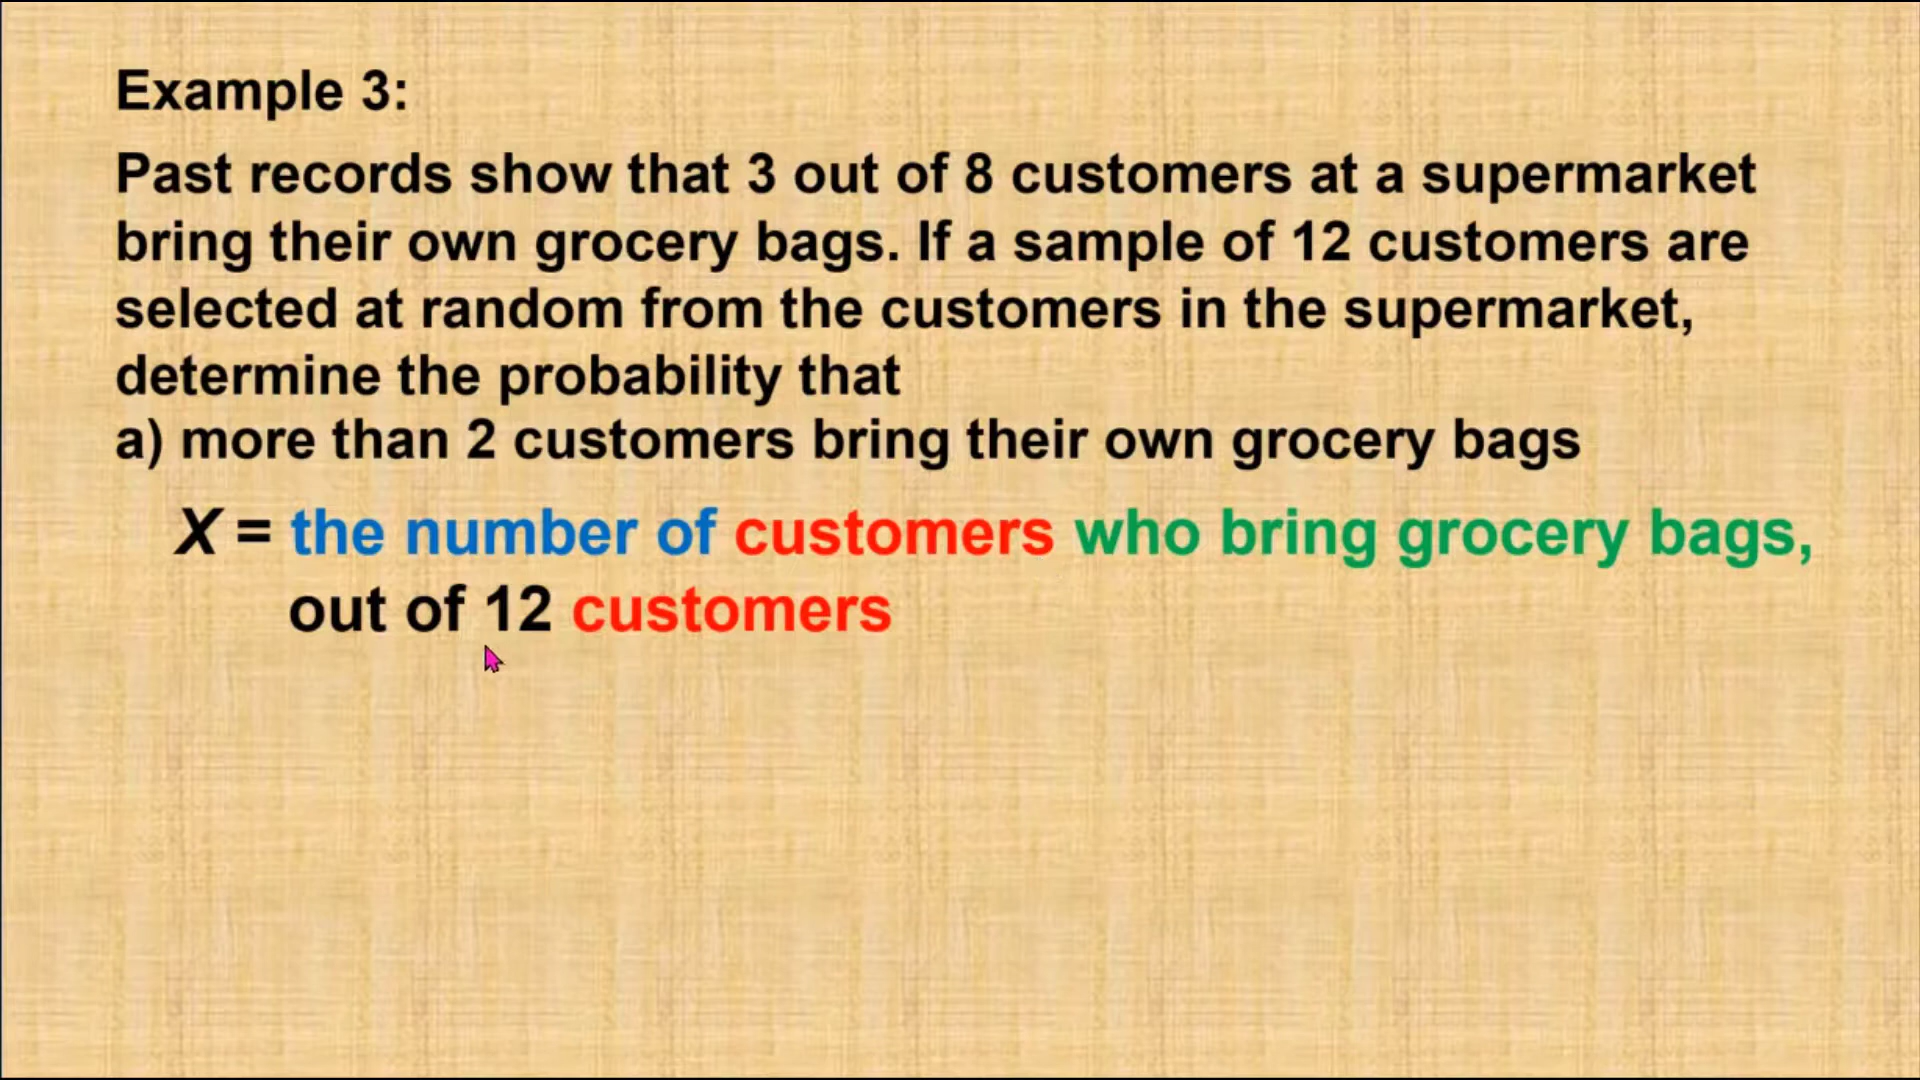 Example 3:
Past records show that 3 out of 8 customers at a supermarket
bring their own grocery bags. If a sample of 12 customers are
selected at random from the customers in the supermarket,
determine the probability that
a) more than 2 customers bring their own grocery bags
X = the number of customers who bring grocery bags,
out of 12 customers